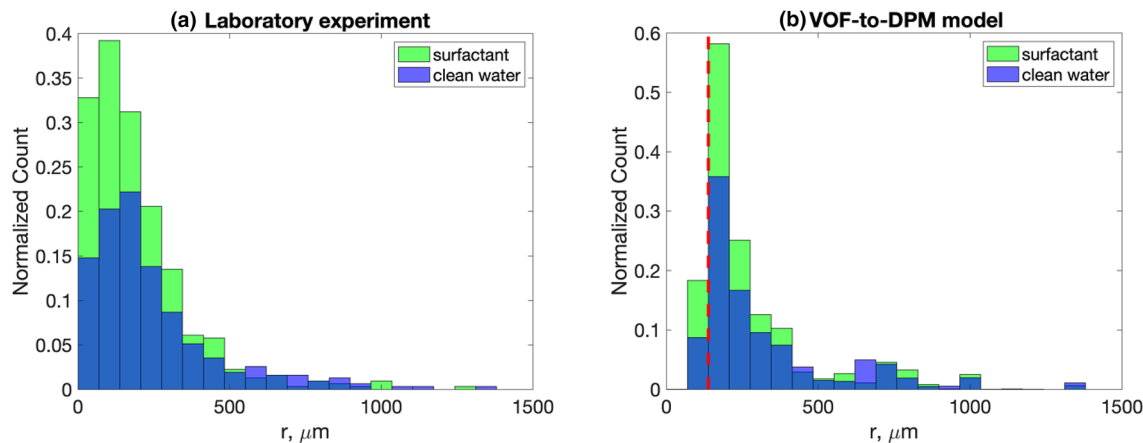 (a) Laboratory experiment
0.4
0.35
0.3
0.25
0.2
0.15
0.1
0.05
0
Normalized Count
surfactant
clean water
0
500
1000
1500
r, μm
(b) VOF-to-DPM model
0.6
0.5
0.4
0.3
0.2
0.1
0
Normalized Count
surfactant
clean water
0
500
1000
1500
r, μm